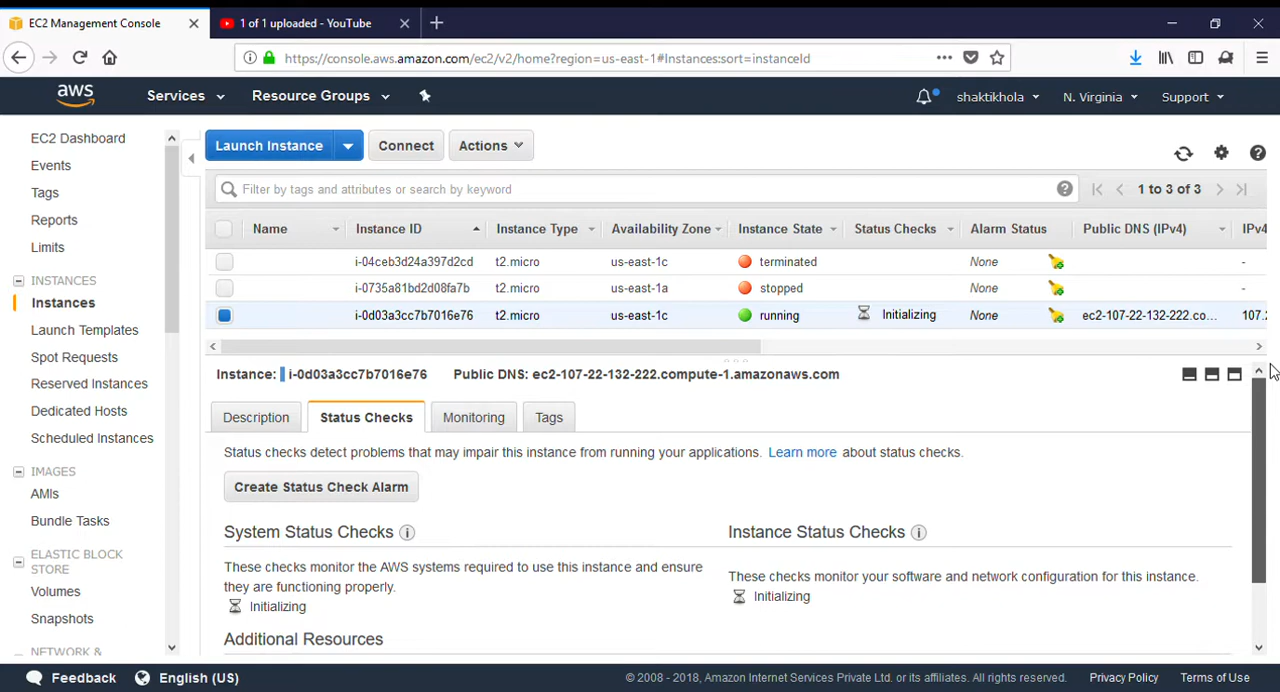 EC2 Management Console
1 of 1 uploaded - YouTube
https://console.aws.amazon.com/ec2/v2/home?region=us-east-1#Instances:sort=instanceId
aws
Services
Resource Groups
shaktikhola
N. Virginia
Support
EC2 Dashboard
Events
Tags
Reports
Limits
INSTANCES
Instances
Launch Templates
Spot Requests
Reserved Instances
Dedicated Hosts
Scheduled Instances
IMAGES
AMIs
Bundle Tasks
ELASTIC BLOCK
STORE
Volumes
Snapshots
NETWORK &
Launch Instance
Connect
Actions
Filter by tags and attributes or search by keyword
1 to 3 of 3
Name Instance ID Instance Type Availability Zone Instance State Status Checks Alarm Status Public DNS (IPv4) IPv4
i-04ceb3d24a397d2cd t2.micro us-east-1c terminated None -
i-0735a81bd2d08fa7b t2.micro us-east-1a stopped None -
i-0d03a3cc7b7016e76 t2.micro us-east-1c running Initializing None ec2-107-22-132-222.co... 107.2
Instance: i-0d03a3cc7b7016e76 Public DNS: ec2-107-22-132-222.compute-1.amazonaws.com
Description
Status Checks
Monitoring
Tags
Status checks detect problems that may impair this instance from running your applications. Learn more about status checks.
Create Status Check Alarm
System Status Checks
These checks monitor the AWS systems required to use this instance and ensure
they are functioning properly.
Initializing
Instance Status Checks
These checks monitor your software and network configuration for this instance.
Initializing
Additional Resources
Feedback
English (US)
© 2008 - 2018, Amazon Internet Services Private Ltd. or its affiliates. All rights reserved.
Privacy Policy
Terms of Use